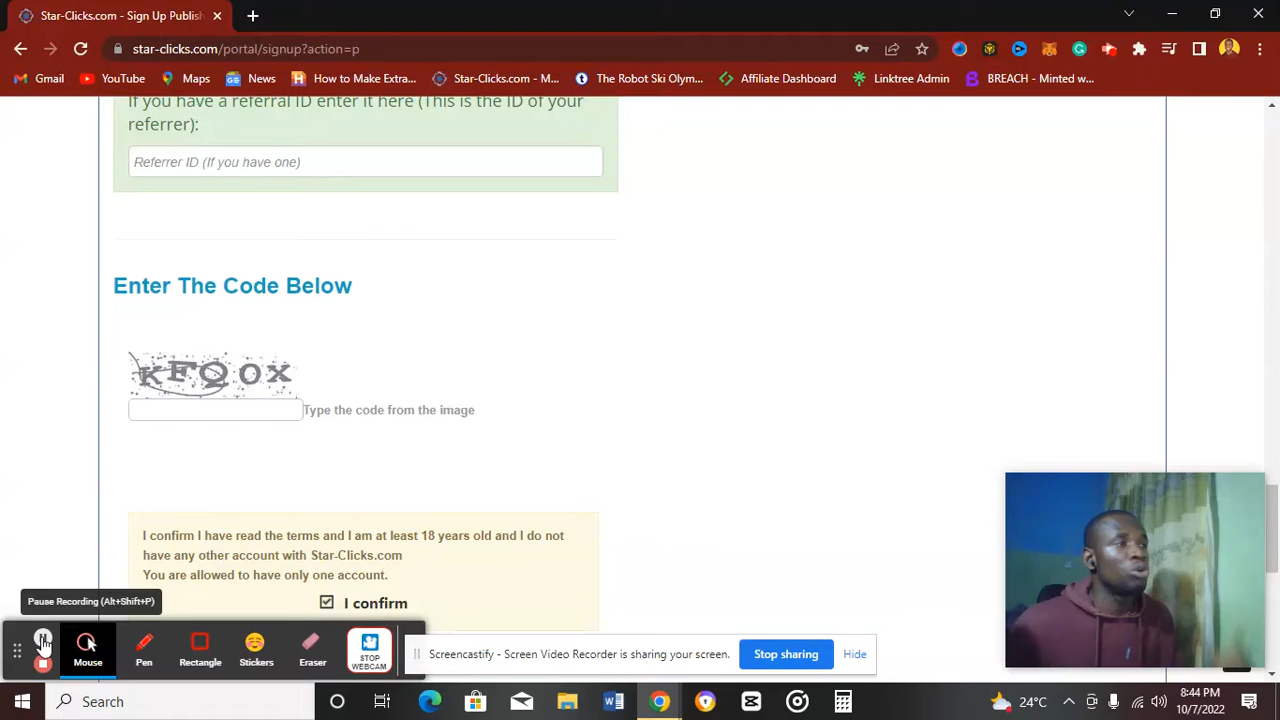 Star-Clicks.com - Sign Up Publish
star-clicks.com/portal/signup?action=p
Gmail YouTube Maps News How to Make Extra... Star-Clicks.com - M... The Robot Ski Olym... Affiliate Dashboard Linktree Admin BREACH - Minted w...
If you have a referral ID enter it here (This is the ID of your
referrer):
Referrer ID (If you have one)
Enter The Code Below
KFQOX
Type the code from the image
I confirm I have read the terms and I am at least 18 years old and I do not
have any other account with Star-Clicks.com
You are allowed to have only one account.
I confirm
Pause Recording (Alt+Shift+P)
Mouse Pen Rectangle Stickers Eraser STOP
WEBCAM
Screencastify - Screen Video Recorder is sharing your screen. Stop sharing Hide
Search
24°C
8:44 PM
10/7/2022